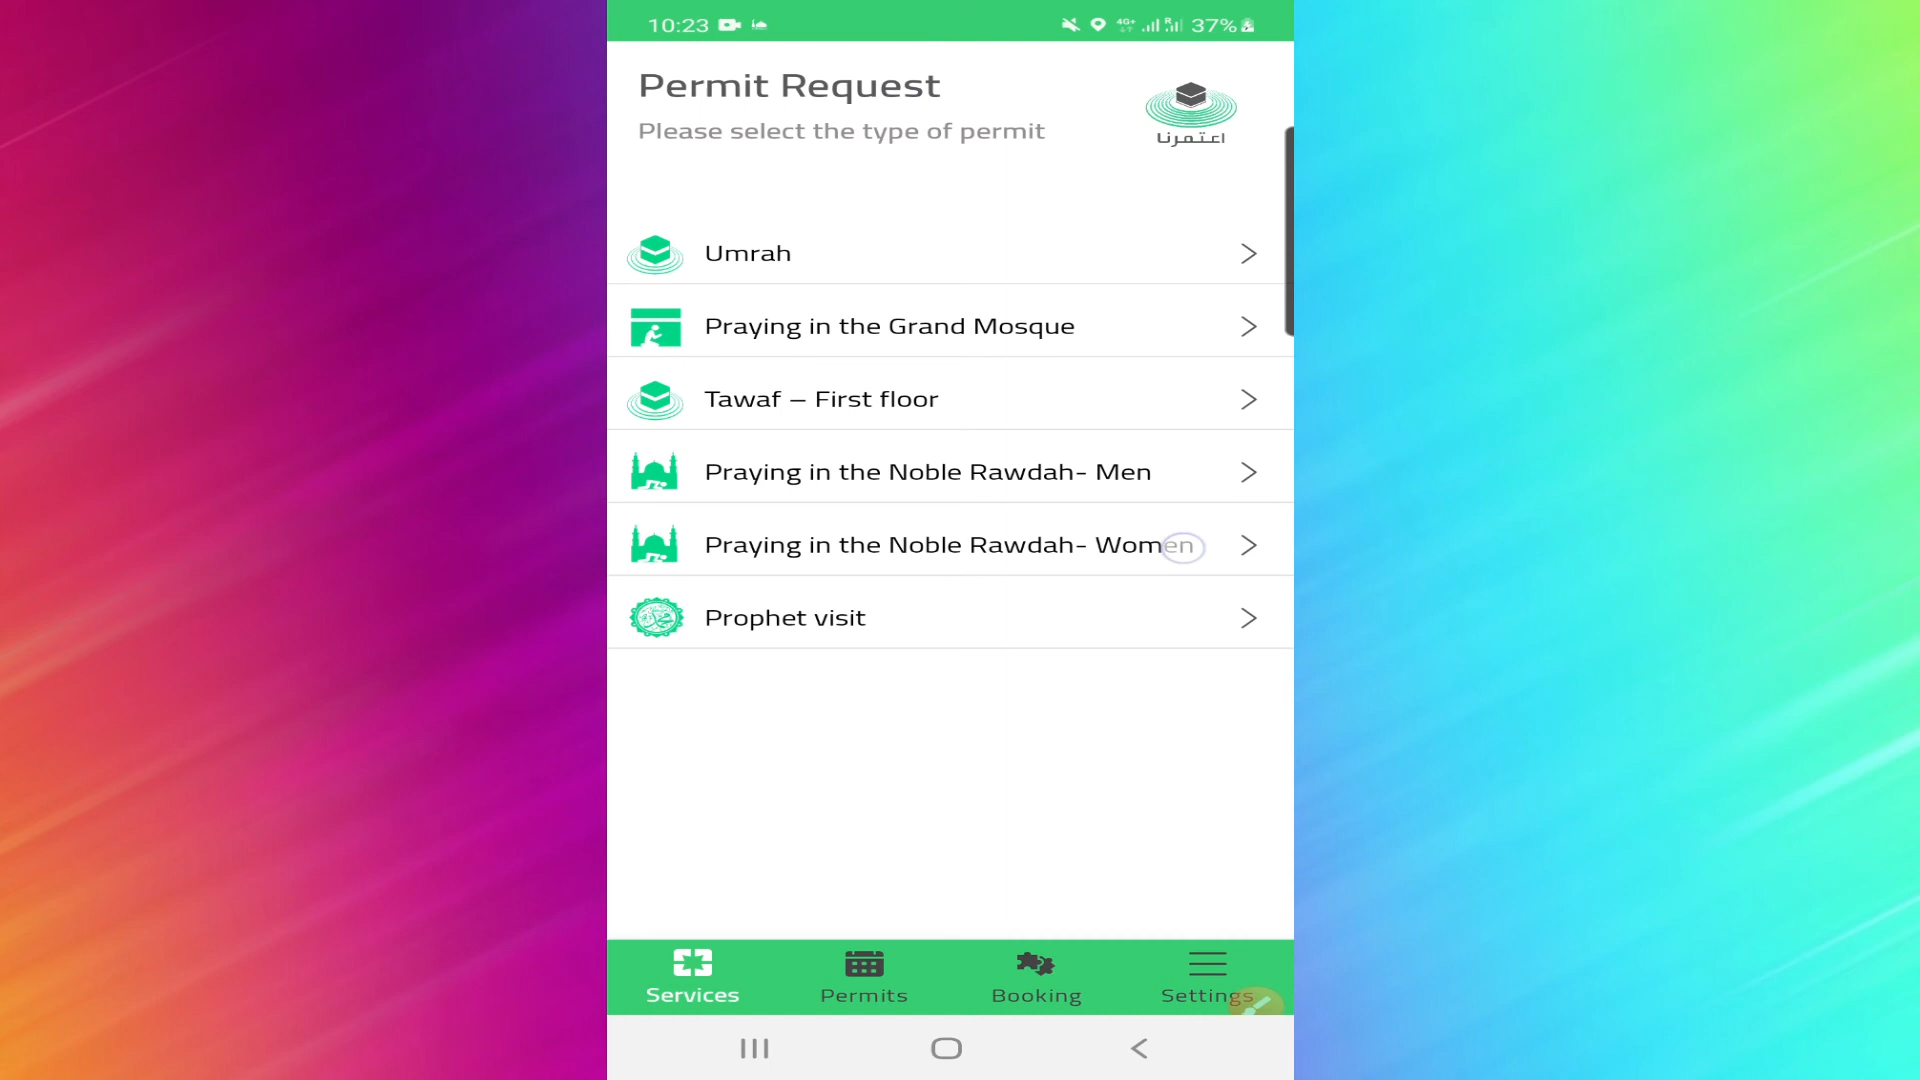 10:23 4G+ R 37%
Permit Request
Please select the type of permit
اعتمرنا
Umrah
Praying in the Grand Mosque
Tawaf – First floor
Praying in the Noble Rawdah- Men
Praying in the Noble Rawdah- Women
Prophet visit
Services Permits Booking Settings